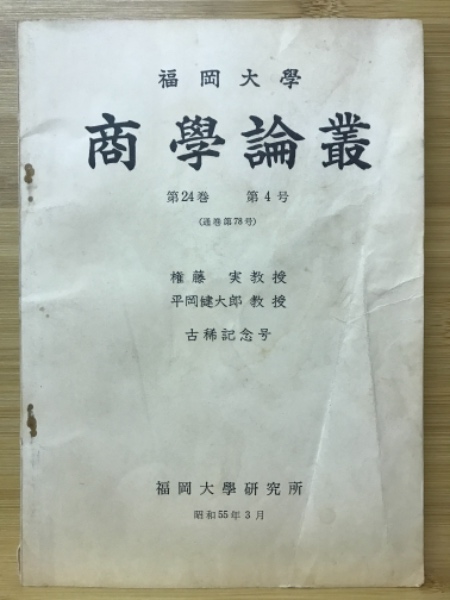 福岡大學
商學論叢
第24巻 第4号
(通巻第78号)
権藤 実教授
平岡健太郎教授
古稀記念号
福岡大學研究所
昭和55年3月